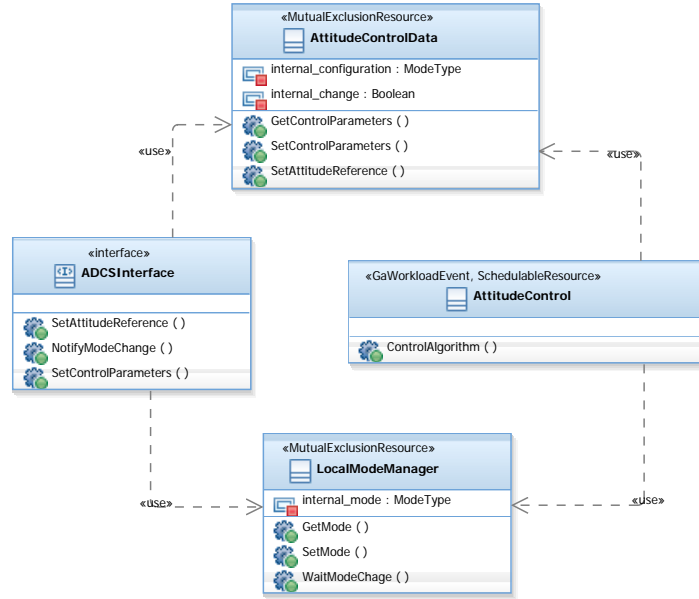 «MutualExclusionResource»
AttitudeControlData
internal_configuration : ModeType
internal_change : Boolean
GetControlParameters ( )
SetControlParameters ( )
SetAttitudeReference ( )
«use»
«use»
«interface»
ADCSInterface
SetAttitudeReference ( )
NotifyModeChange ( )
SetControlParameters ( )
«GaWorkloadEvent, SchedulableResource»
AttitudeControl
ControlAlgorithm ( )
«MutualExclusionResource»
LocalModeManager
internal_mode : ModeType
GetMode ( )
SetMode ( )
WaitModeChage ( )
«use»
«use»